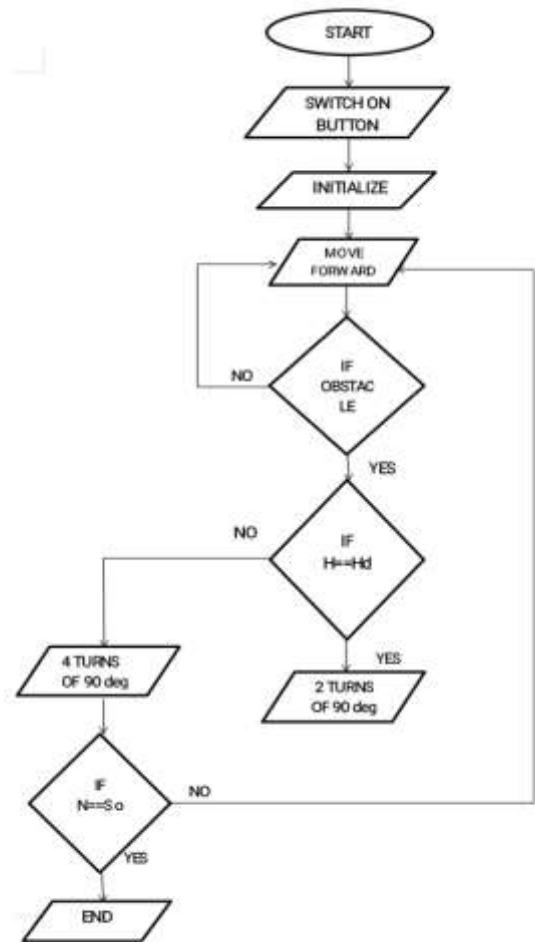 START
SWITCH ON
BUTTON
INITIALIZE
MOVE
FORWARD
IF
OBSTAC
LE
NO
YES
IF
H==Hd
NO
YES
4 TURNS
OF 90 deg
2 TURNS
OF 90 deg
IF
N==So
NO
YES
END